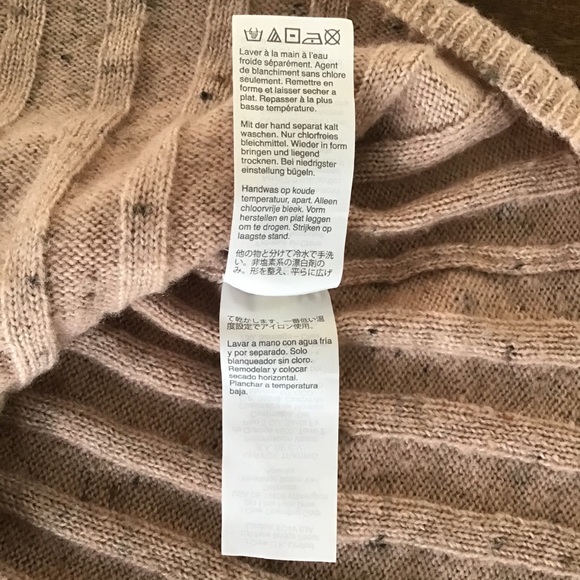 Laver à la main à l'eau
froide séparément. Agent
de blanchiment sans chlore
seulement. Remettre en
forme et laisser secher a
plat. Repasser à la plus
basse température.
Mit der hand separat kalt
waschen. Nur chlorfreies
bleichmittel. Wieder in form
bringen und liegend
trocknen. Bei niedrigster
einstellung bügeln.
Handwas op koude
temperatuur, apart. Alleen
chloorvrije bleek. Vorm
herstellen en plat leggen
om te drogen. Strijken op
laagste stand.
他の物と分けて冷水で手洗
い。非塩素系の漂白剤の
み。形を整え、平らに広げ
て乾かします。一番低い温
度設定でアイロン使用。
Lavar a mano con agua fria
y por separado. Solo
blanqueador sin cloro.
Remodelar y colocar
secado horizontal.
Planchar a temperatura
baja.